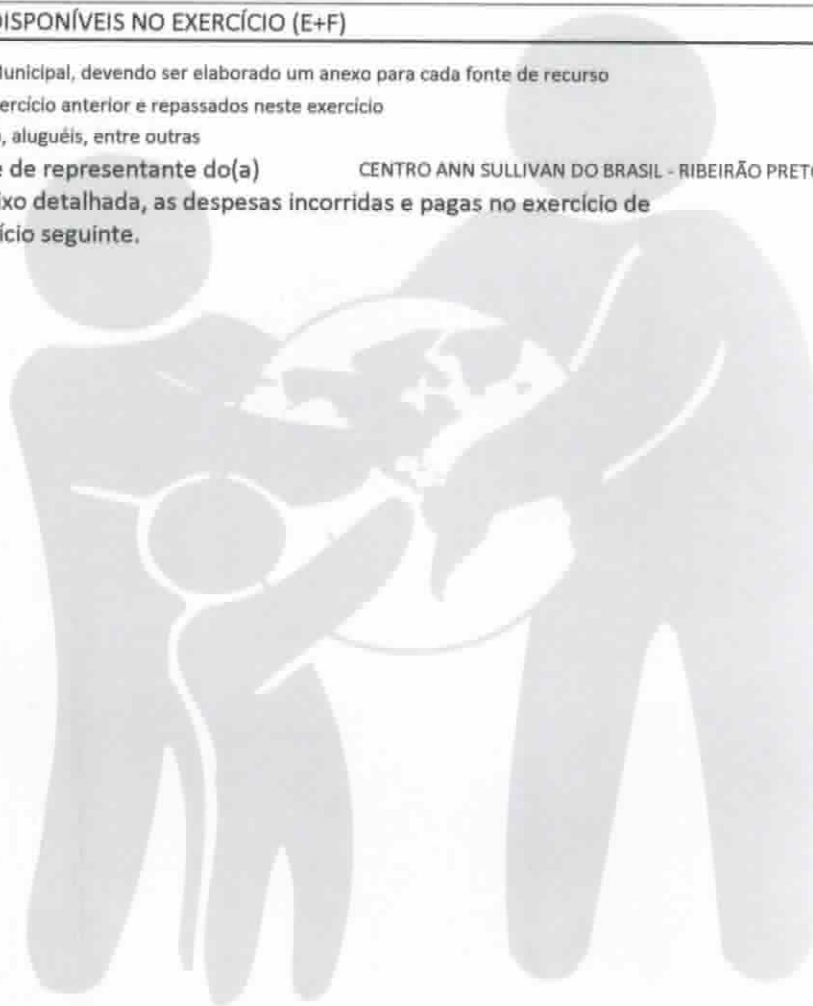 DISPONÍVEIS NO EXERCÍCIO (E+F)
Municipal, devendo ser elaborado um anexo para cada fonte de recurso
ercício anterior e repassados neste exercício
, aluguéis, entre outras
e de representante do(a) CENTRO ANN SULLIVAN DO BRASIL - RIBEIRÃO PRETO
ixo detalhada, as despesas incorridas e pagas no exercício de
ício seguinte.